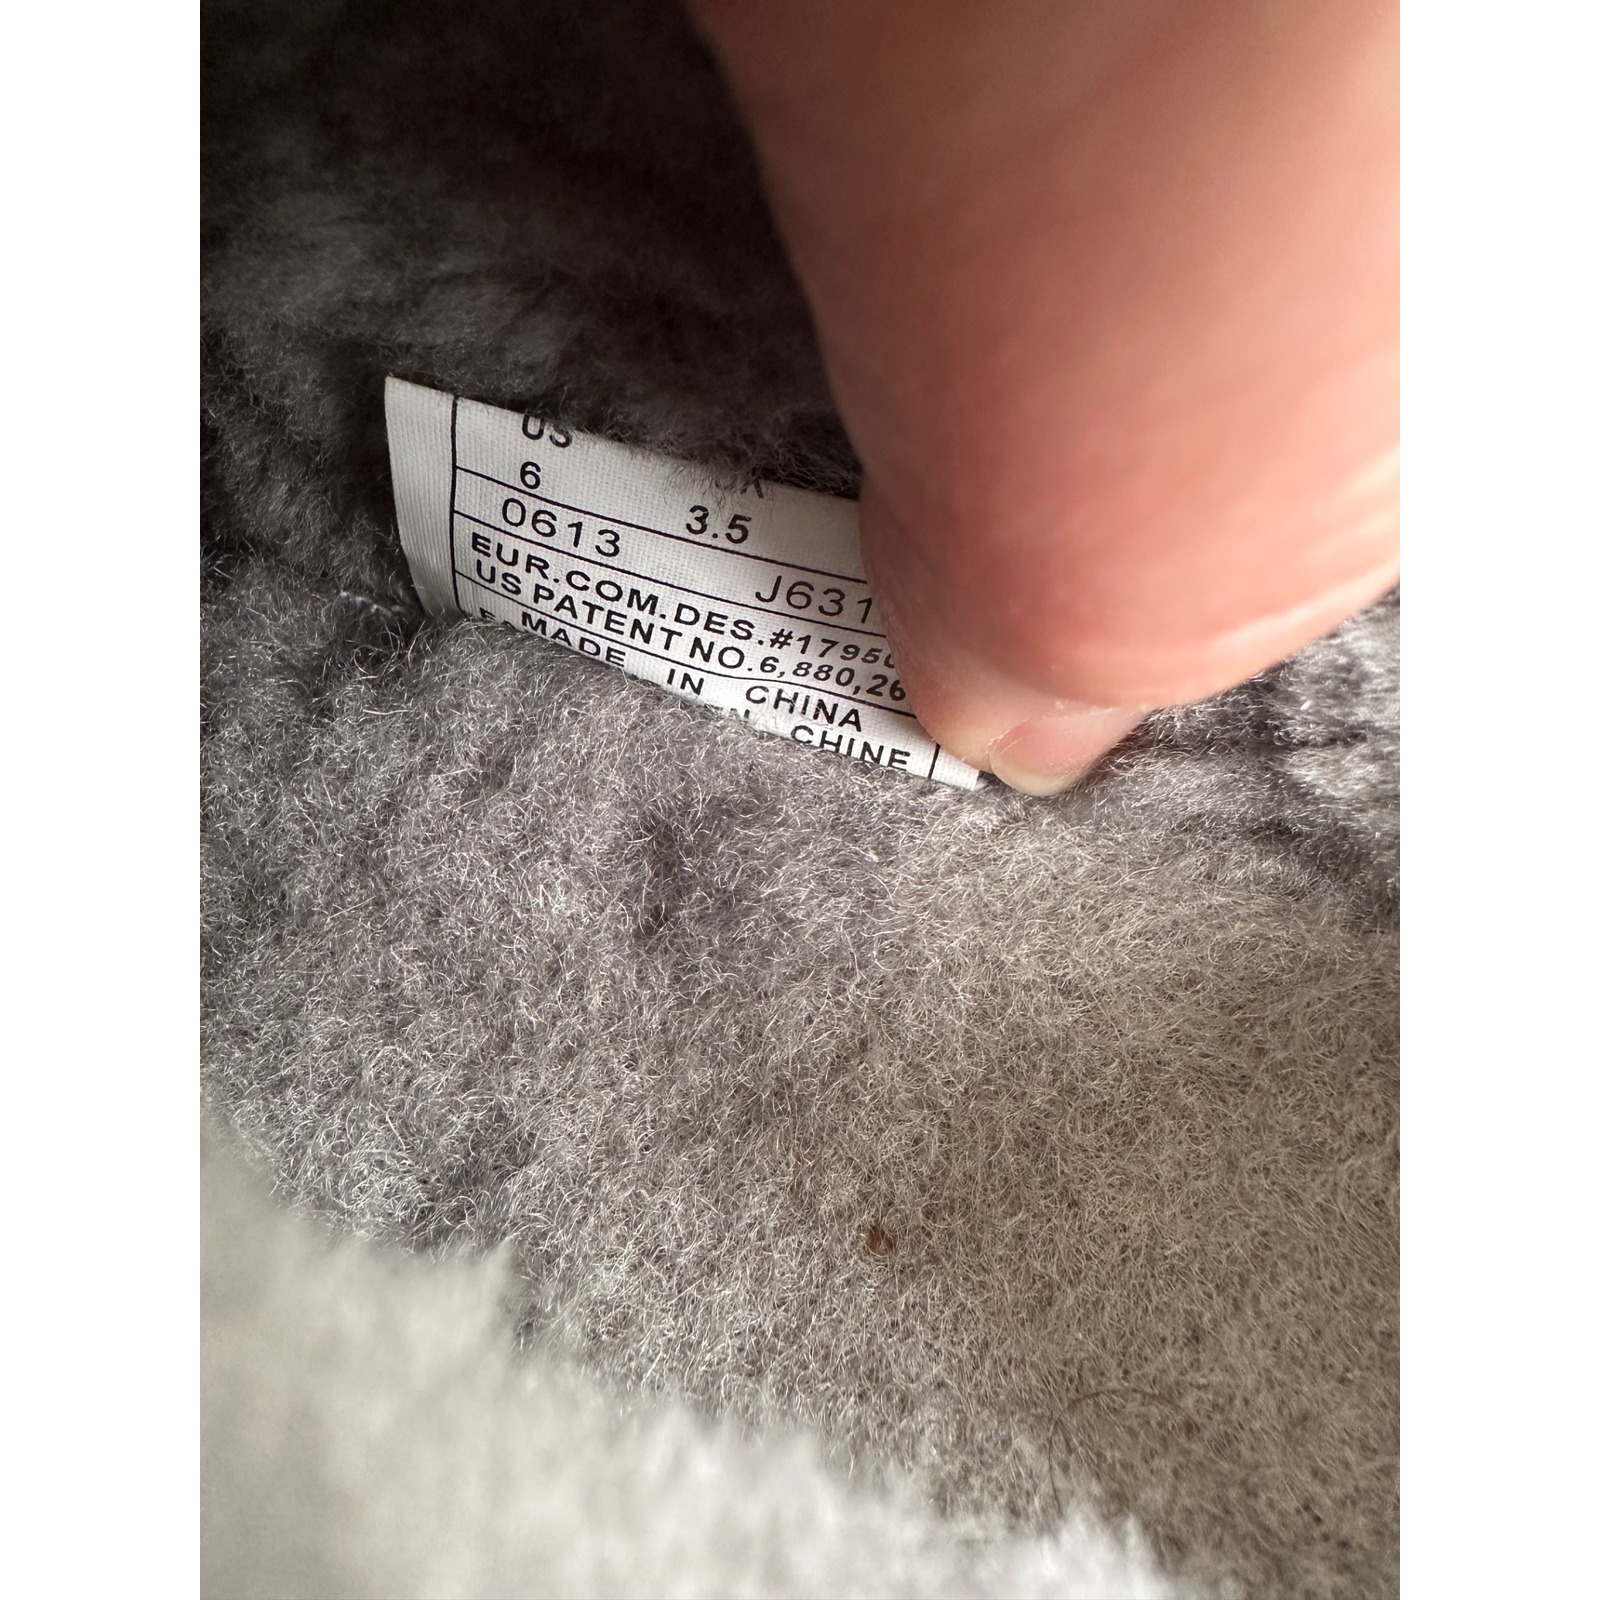 US
6 3.5
0613 J631
EUR.COM.DES.#1795
US PATENT NO.6,880,26
MADE IN CHINA
CHINE